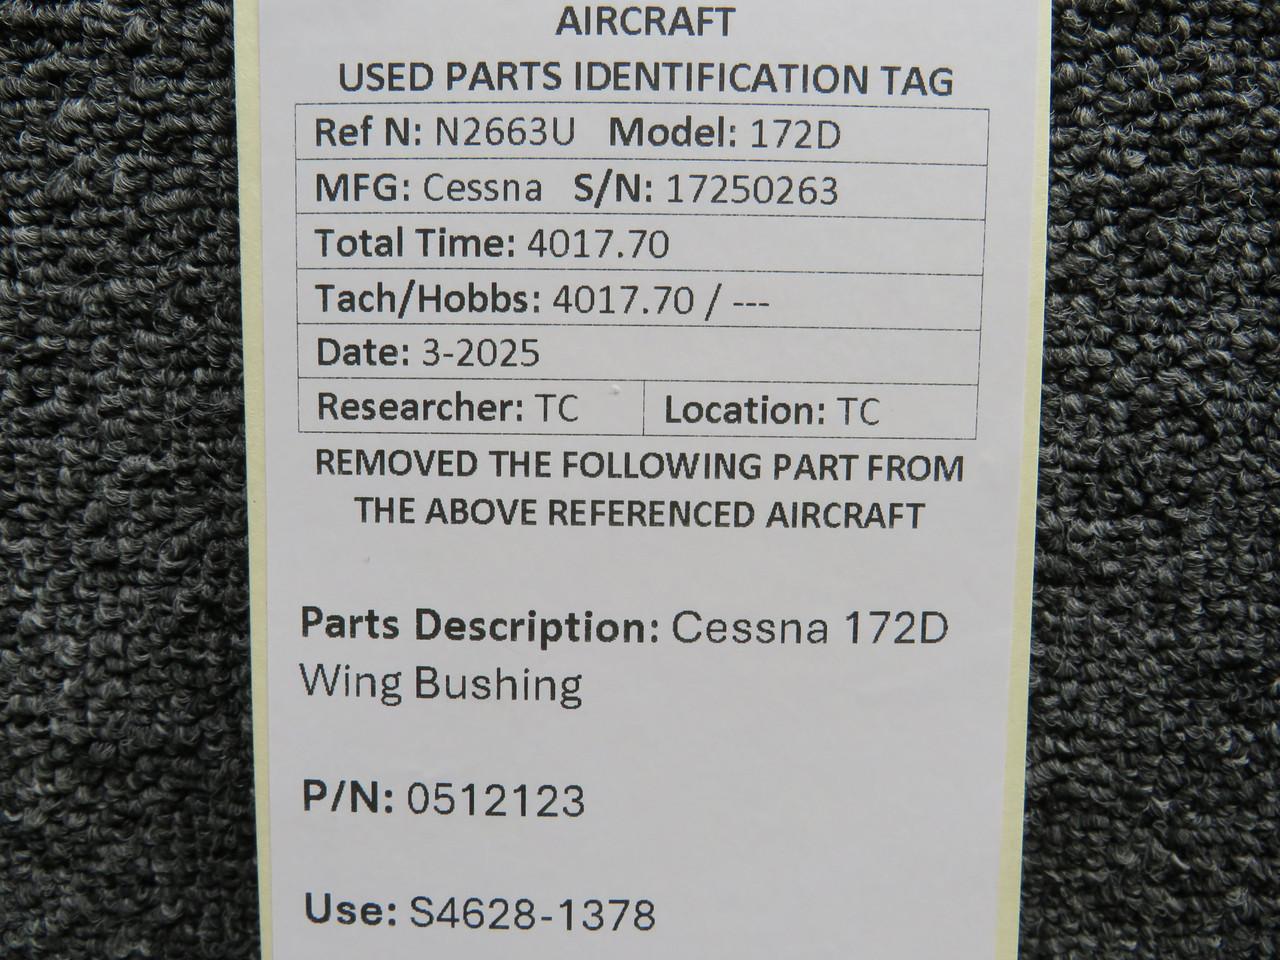 AIRCRAFT
USED PARTS IDENTIFICATION TAG
Ref N: N2663U Model: 172D
MFG: Cessna S/N: 17250263
Total Time: 4017.70
Tach/Hobbs: 4017.70 / ---
Date: 3-2025
Researcher: TC Location: TC
REMOVED THE FOLLOWING PART FROM
THE ABOVE REFERENCED AIRCRAFT
Parts Description: Cessna 172D
Wing Bushing
P/N: 0512123
Use: S4628-1378